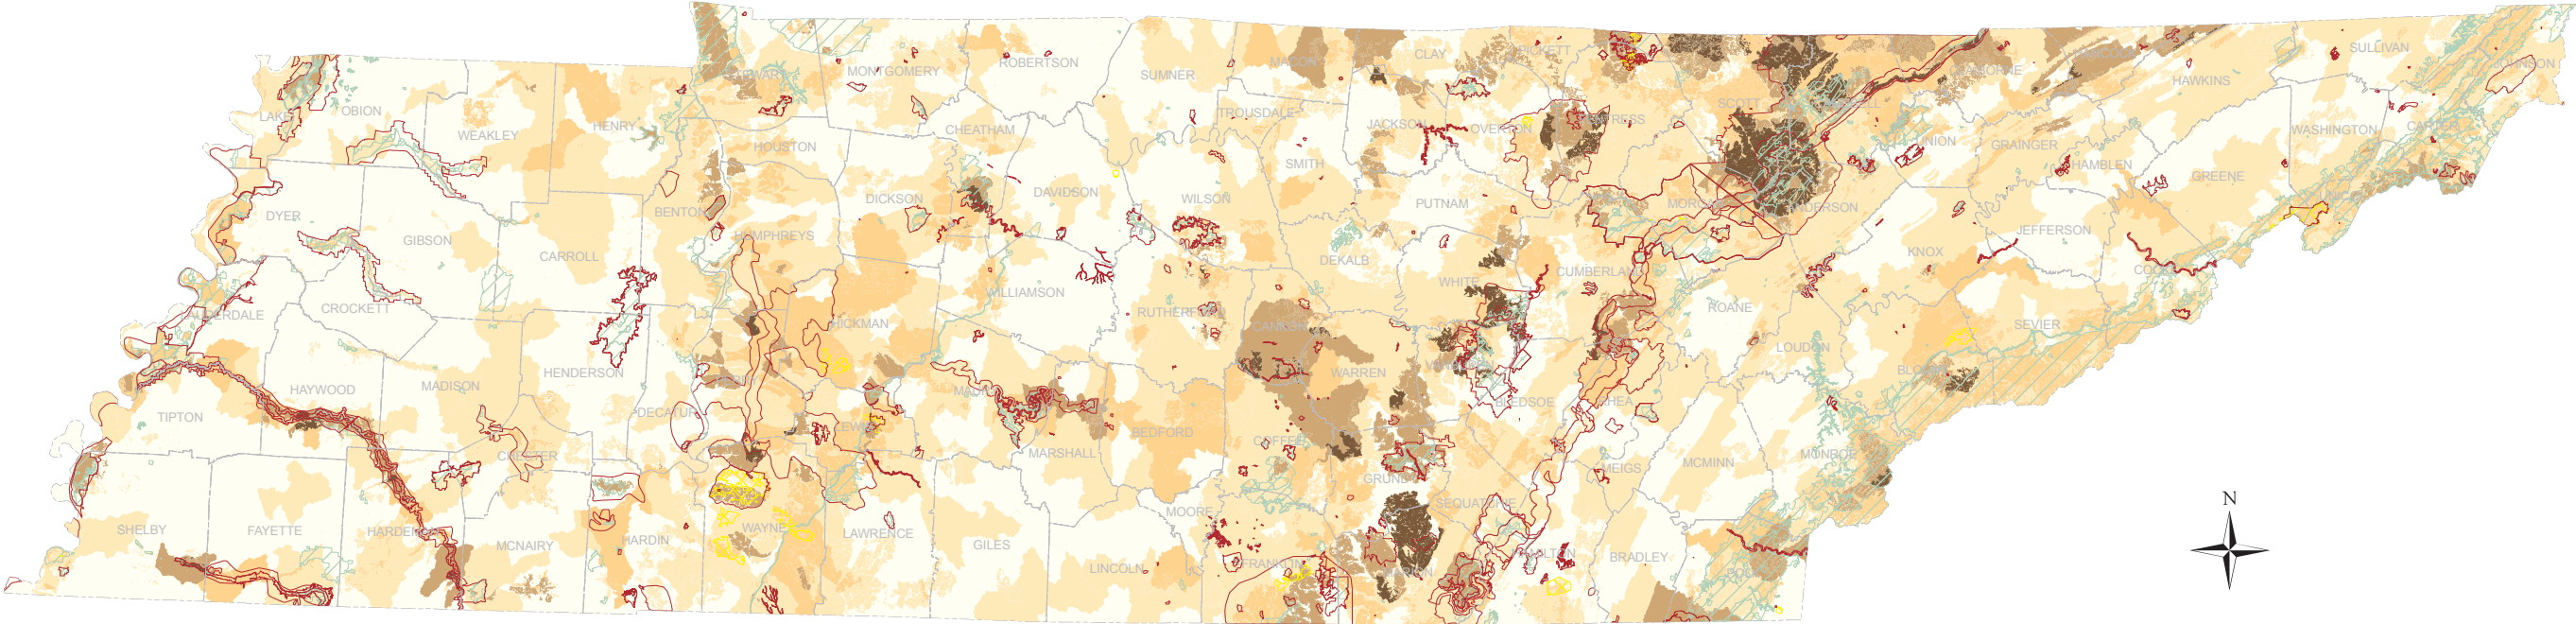 SULLIVAN
CLAY
PICKETT
ROBERTSON
MACON
JOHNSON
MONTGOMERY
STEWART
SUMNER
CLAIBORNE
HAWKINS
SCOTT
CAMPBELL
LAKE
OBION
TROUSDALE
HENRY
WEAKLEY
JACKSON
OVERTON
FENTRESS
CHEATHAM
WASHINGTON
CARTER
UNION
GRAINGER
HOUSTON
SMITH
HAMBLEN
GREENE
DICKSON
DAVIDSON
WILSON
PUTNAM
MORGAN
ANDERSON
DYER
BENTON
GIBSON
HUMPHREYS
JEFFERSON
KNOX
CARROLL
DEKALB
WHITE
CUMBERLAND
COCKE
WILLIAMSON
LAUDERDALE
CROCKETT
RUTHERFORD
ROANE
HICKMAN
CANNON
SEVIER
LOUDON
HENDERSON
WARREN
BLOUNT
HAYWOOD
MADISON
PERRY
MAURY
BLEDSOE
RHEA
TIPTON
DECATUR
LEWIS
BEDFORD
COFFEE
CHESTER
MARSHALL
MONROE
MCMINN
MEIGS
GRUNDY
SEQUATCHIE
MOORE
SHELBY
FAYETTE
HARDEMAN
WAYNE
LAWRENCE
HARDIN
MCNAIRY
GILES
HAMILTON
BRADLEY
LINCOLN
FRANKLIN
MARION
POLK
N